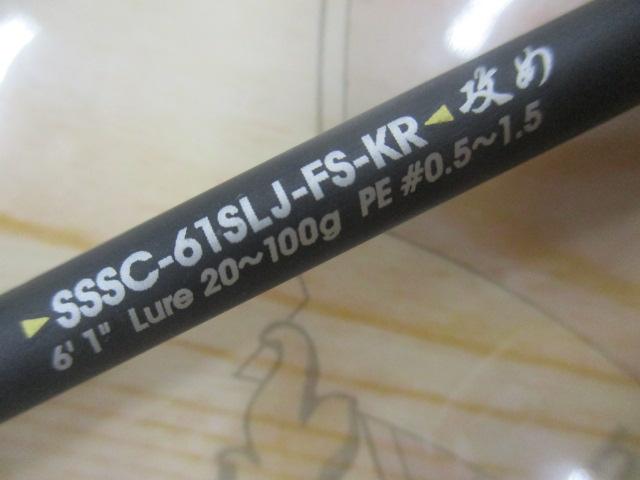 SSSC-61SLJ-FS-KR 攻め
6' 1" Lure 20~100g PE #0.5~1.5